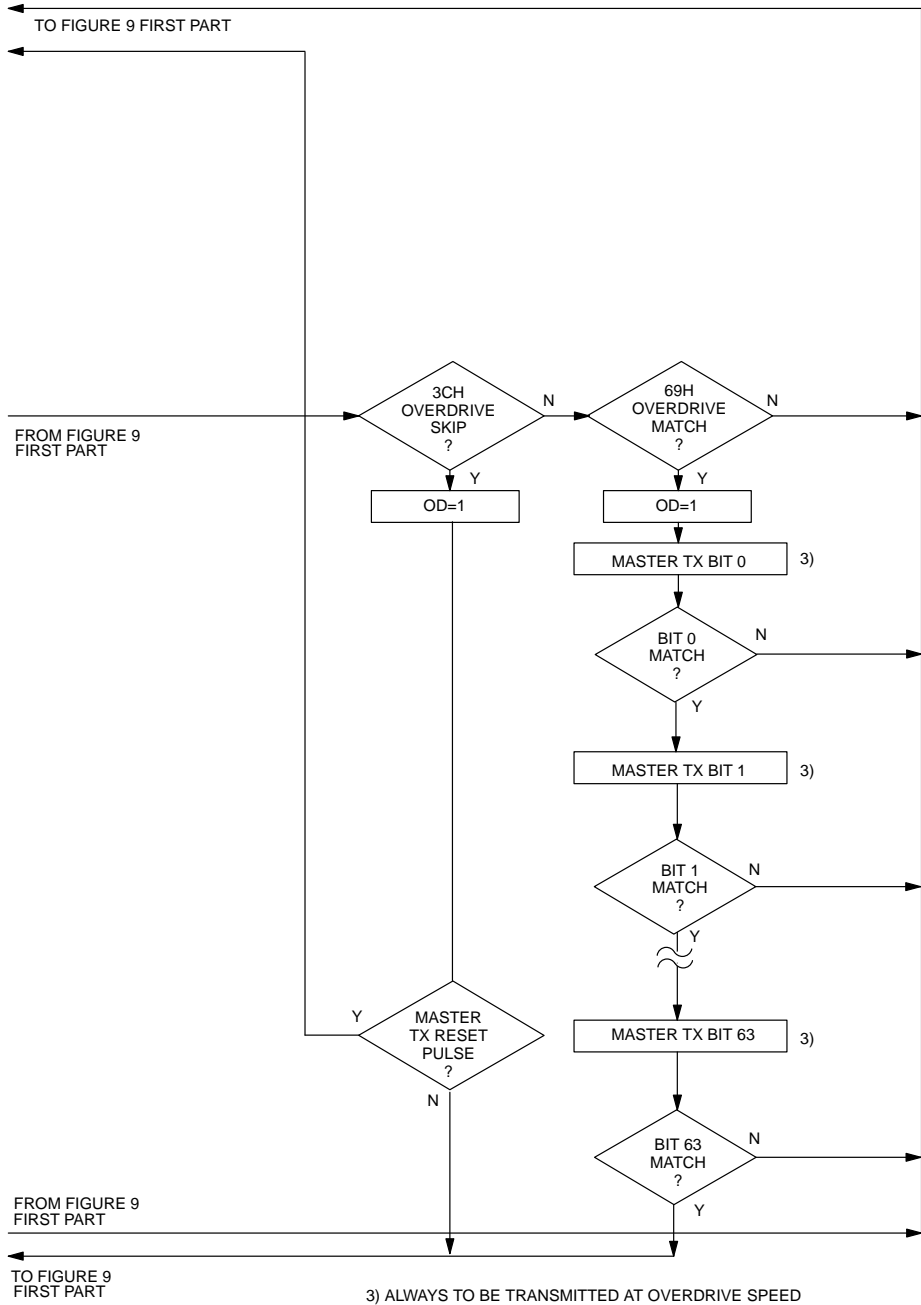 TO FIGURE 9 FIRST PART
3CH
OVERDRIVE
SKIP
?
N
69H
OVERDRIVE
MATCH
?
N
FROM FIGURE 9
FIRST PART
Y
Y
OD=1
OD=1
MASTER TX BIT 0
3)
BIT 0
MATCH
?
N
Y
MASTER TX BIT 1
3)
BIT 1
MATCH
?
N
Y
Y
MASTER
TX RESET
PULSE
?
N
MASTER TX BIT 63
3)
BIT 63
MATCH
?
N
Y
FROM FIGURE 9
FIRST PART
TO FIGURE 9
FIRST PART
3) ALWAYS TO BE TRANSMITTED AT OVERDRIVE SPEED